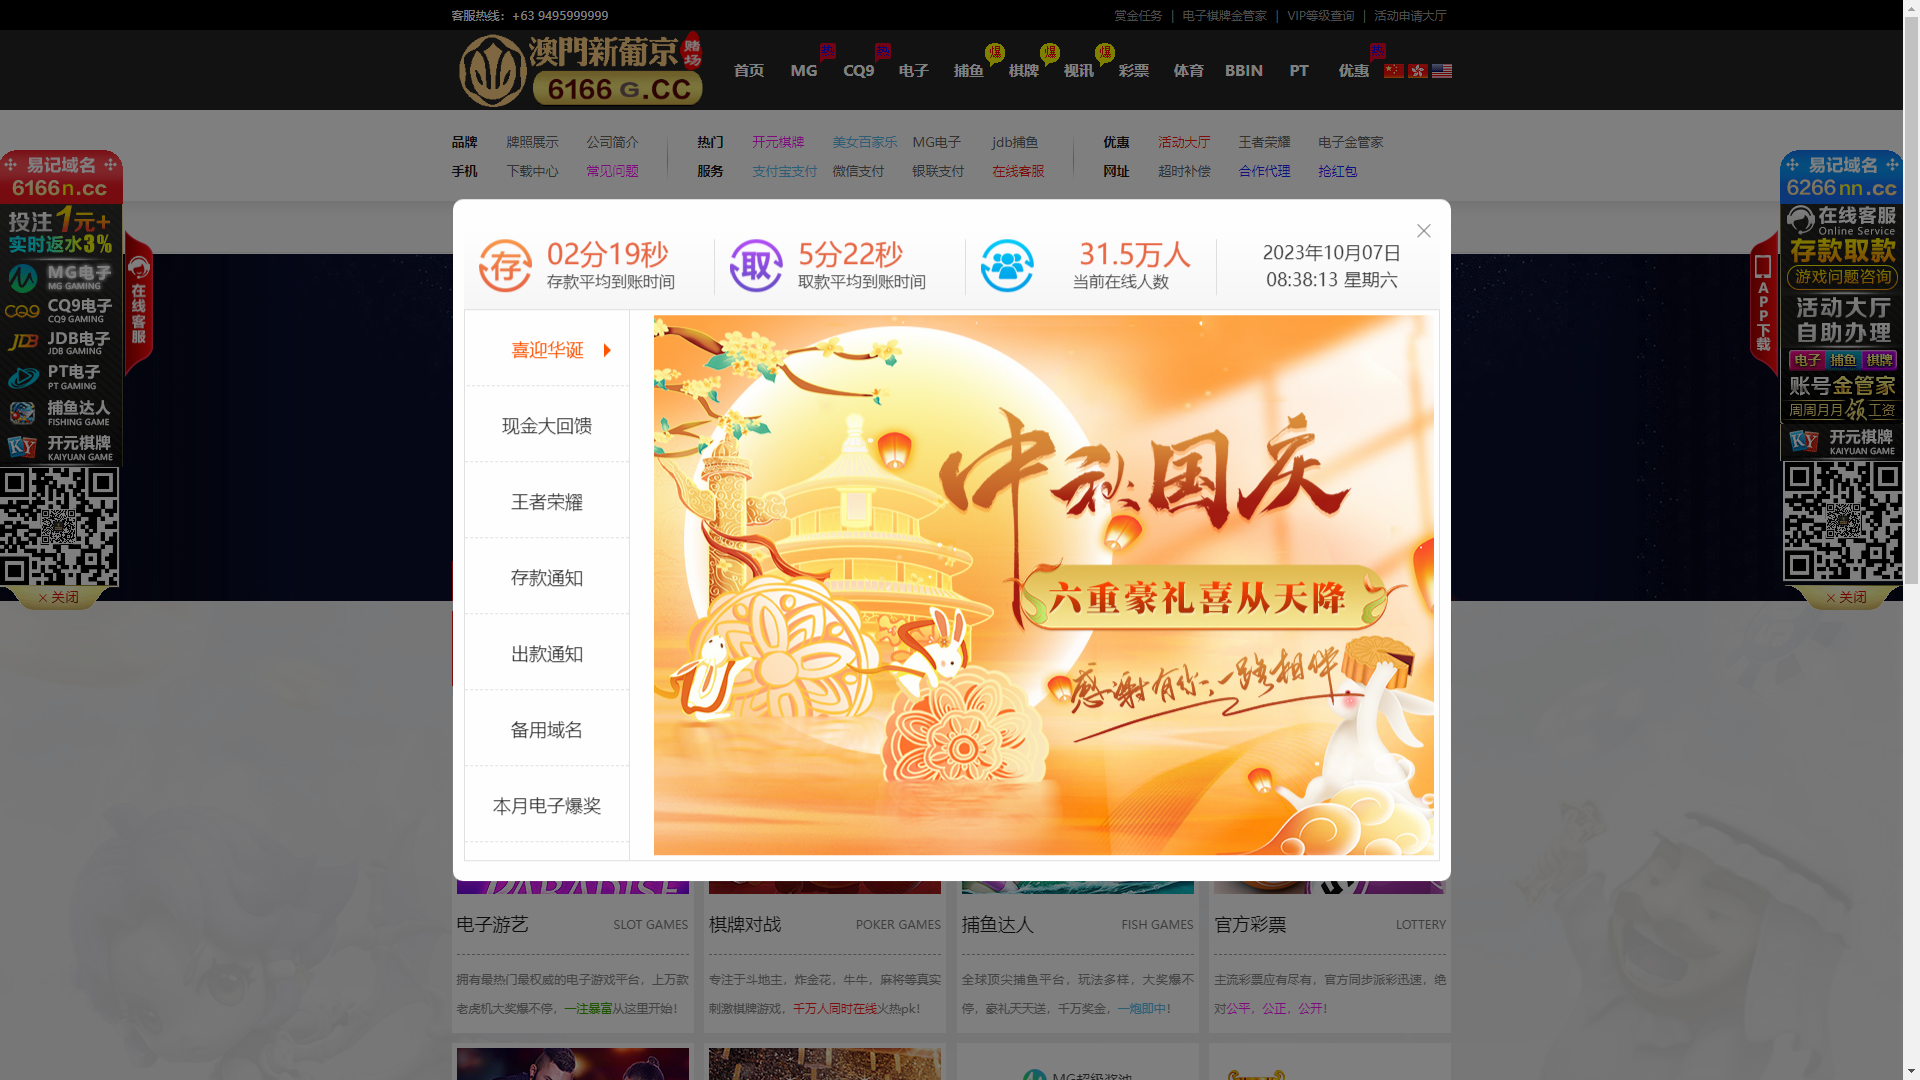 客服热线：+63 9495999999
赏金任务 | 电子棋牌金管家 | VIP等级查询 | 活动申请大厅
澳門新葡京 赌场
6166 G.CC
首页 MG 热 CQ9 热 电子 捕鱼 爆 棋牌 爆 视讯 爆 彩票 体育 BBIN PT 优惠 热
品牌 牌照展示 公司简介 热门 开元棋牌 美女百家乐 MG电子 jdb捕鱼 优惠 活动大厅 王者荣耀 电子金管家
手机 下载中心 常见问题 服务 支付宝支付 微信支付 银联支付 在线客服 网址 超时补偿 合作代理 抢红包
易记域名
6166n.cc
投注1元+
实时返水3%
MG电子
MG GAMING
CQ9电子
CQ9 GAMING
JDB电子
JDB GAMING
PT电子
PT GAMING
捕鱼达人
FISHING GAME
开元棋牌
KAIYUAN GAME
×关闭
在线客服
存 02分19秒
存款平均到账时间
取 5分22秒
取款平均到账时间
31.5万人
当前在线人数
2023年10月07日
08:38:13 星期六
喜迎华诞
现金大回馈
王者荣耀
存款通知
出款通知
备用域名
本月电子爆奖
中秋国庆
六重豪礼喜从天降
感谢有你，一路相伴
APP下载
易记域名
6266nn.cc
在线客服
Online Service
存款取款
游戏问题咨询
活动大厅
自助办理
电子 捕鱼 棋牌
账号金管家
周周月月领工资
开元棋牌
KAIYUAN GAME
×关闭
PARADISE
电子游艺 SLOT GAMES
拥有最热门最权威的电子游戏平台，上万款
老虎机大奖爆不停，一注暴富从这里开始！
棋牌对战 POKER GAMES
专注于斗地主，炸金花，牛牛，麻将等真实
刺激棋牌游戏，千万人同时在线火热pk！
捕鱼达人 FISH GAMES
全球顶尖捕鱼平台，玩法多样，大奖爆不
停，豪礼天天送，千万奖金，一炮即中！
官方彩票 LOTTERY
主流彩票应有尽有，官方同步派彩迅速，绝
对公平，公正，公开！
MG超级奖池